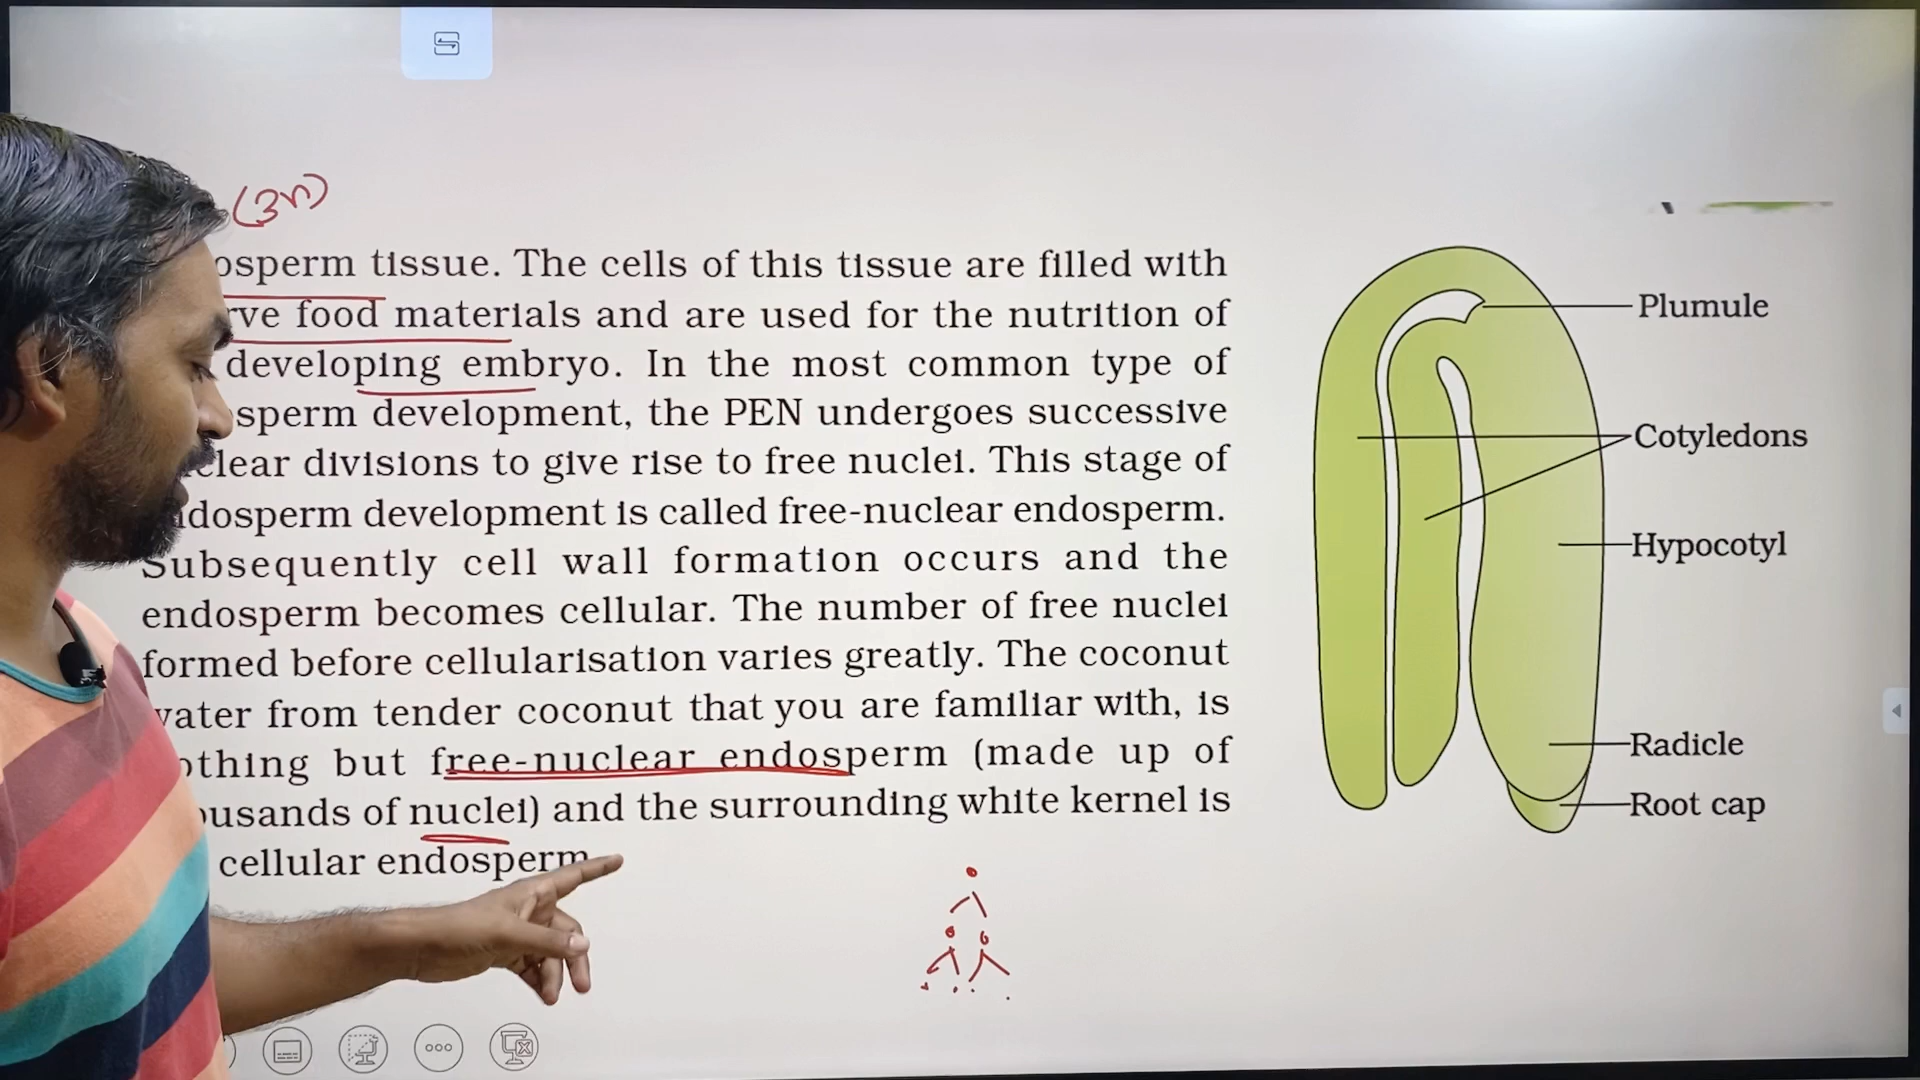 (3n)
osperm tissue. The cells of this tissue are filled with
rve food materials and are used for the nutrition of
developing embryo. In the most common type of
sperm development, the PEN undergoes successive
clear divisions to give rise to free nuclei. This stage of
dosperm development is called free-nuclear endosperm.
Subsequently cell wall formation occurs and the
endosperm becomes cellular. The number of free nuclei
formed before cellularisation varies greatly. The coconut
water from tender coconut that you are familiar with, is
othing but free-nuclear endosperm (made up of
ousands of nuclei) and the surrounding white kernel is
cellular endosperm
Plumule
Cotyledons
Hypocotyl
Radicle
Root cap